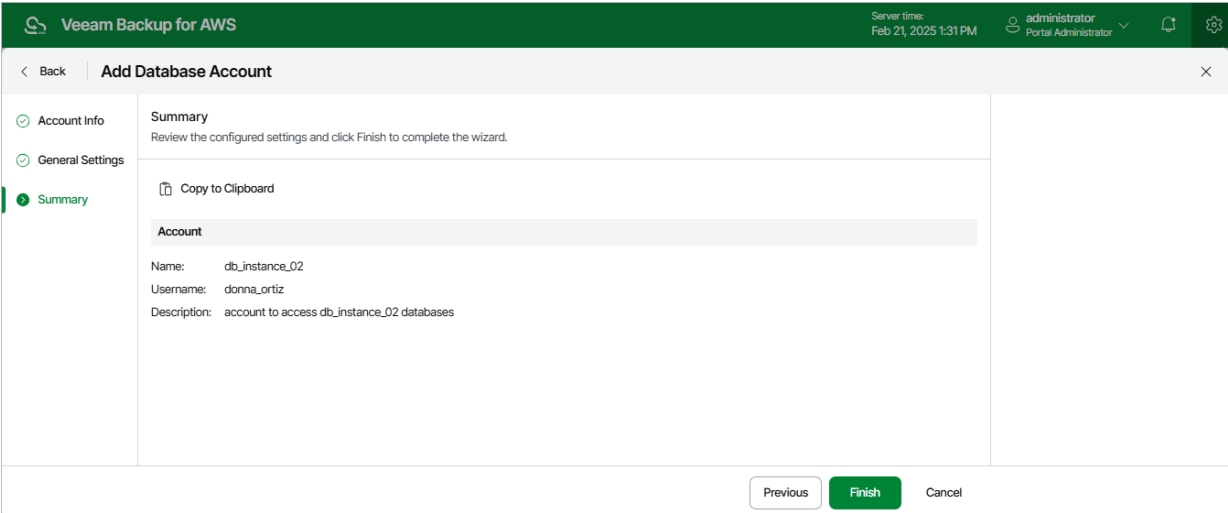 Veeam Backup for AWS
Server time:
Feb 21, 2025 1:31 PM
administrator
Portal Administrator
Back
Add Database Account
Account Info
General Settings
Summary
Summary
Review the configured settings and click Finish to complete the wizard.
Copy to Clipboard
Account
Name: db_instance_02
Username: donna_ortiz
Description: account to access db_instance_02 databases
Previous
Finish
Cancel